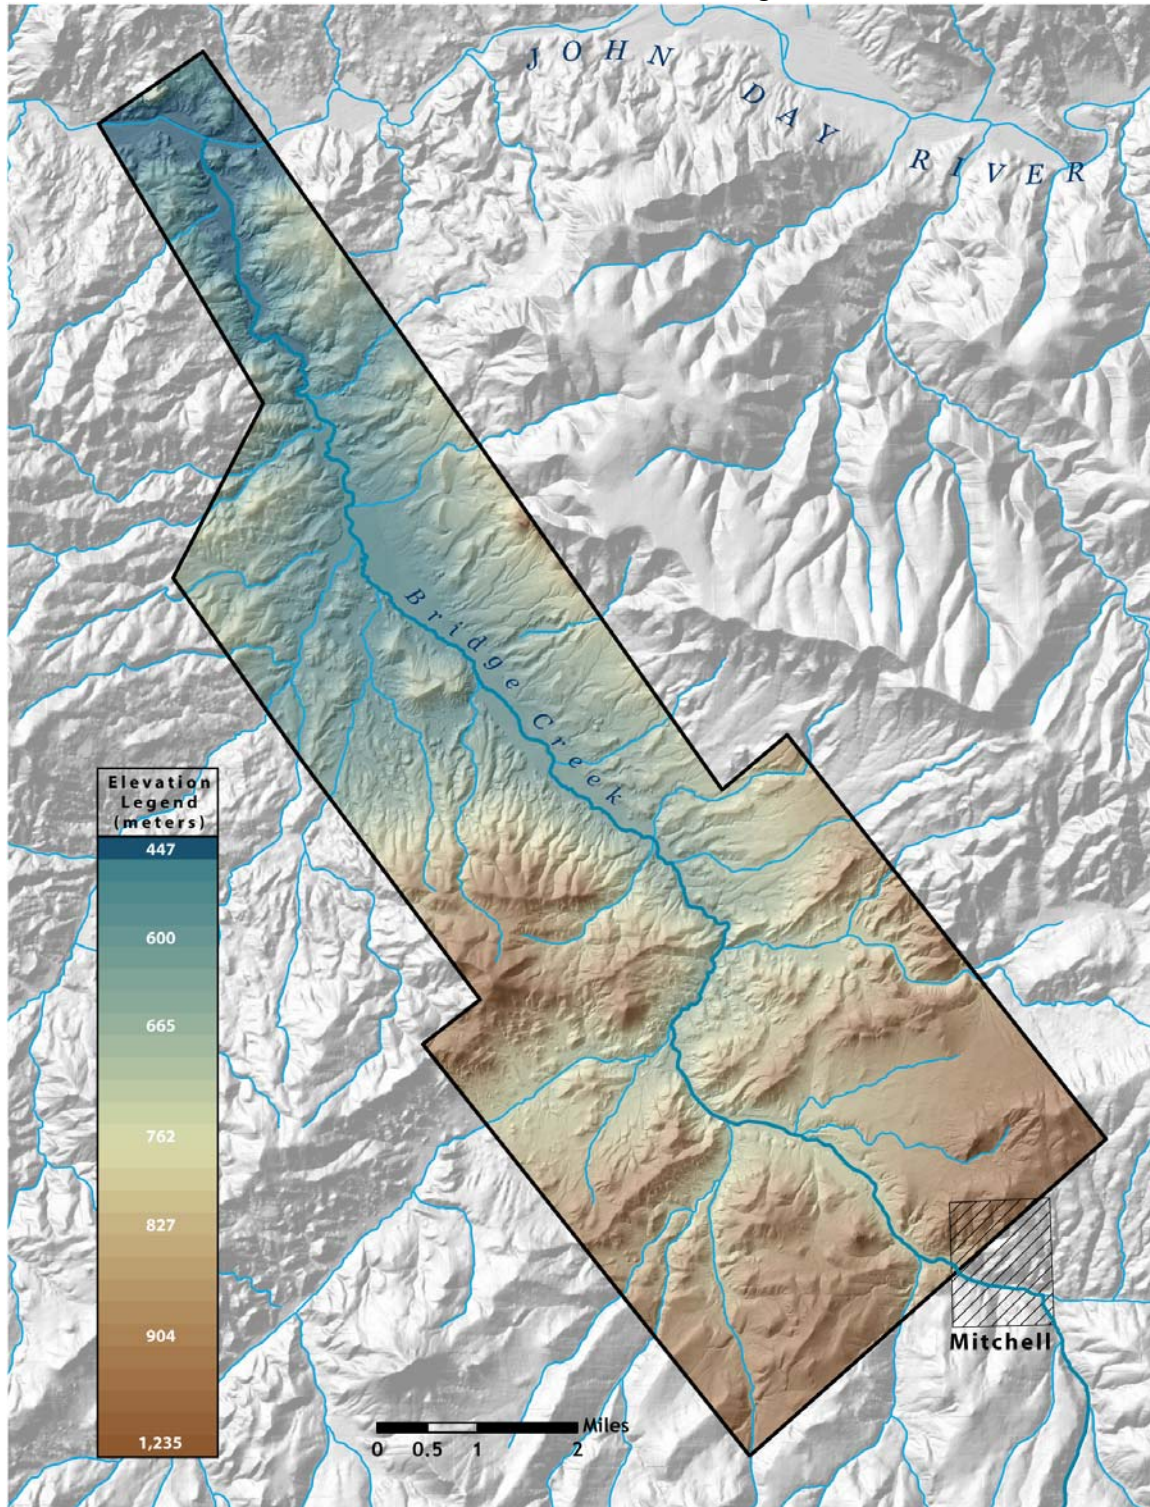 JOHN DAY RIVER
Bridge Creek
Elevation
Legend
(meters)
447
600
665
762
827
904
1,235
Mitchell
Miles
0 0.5 1 2